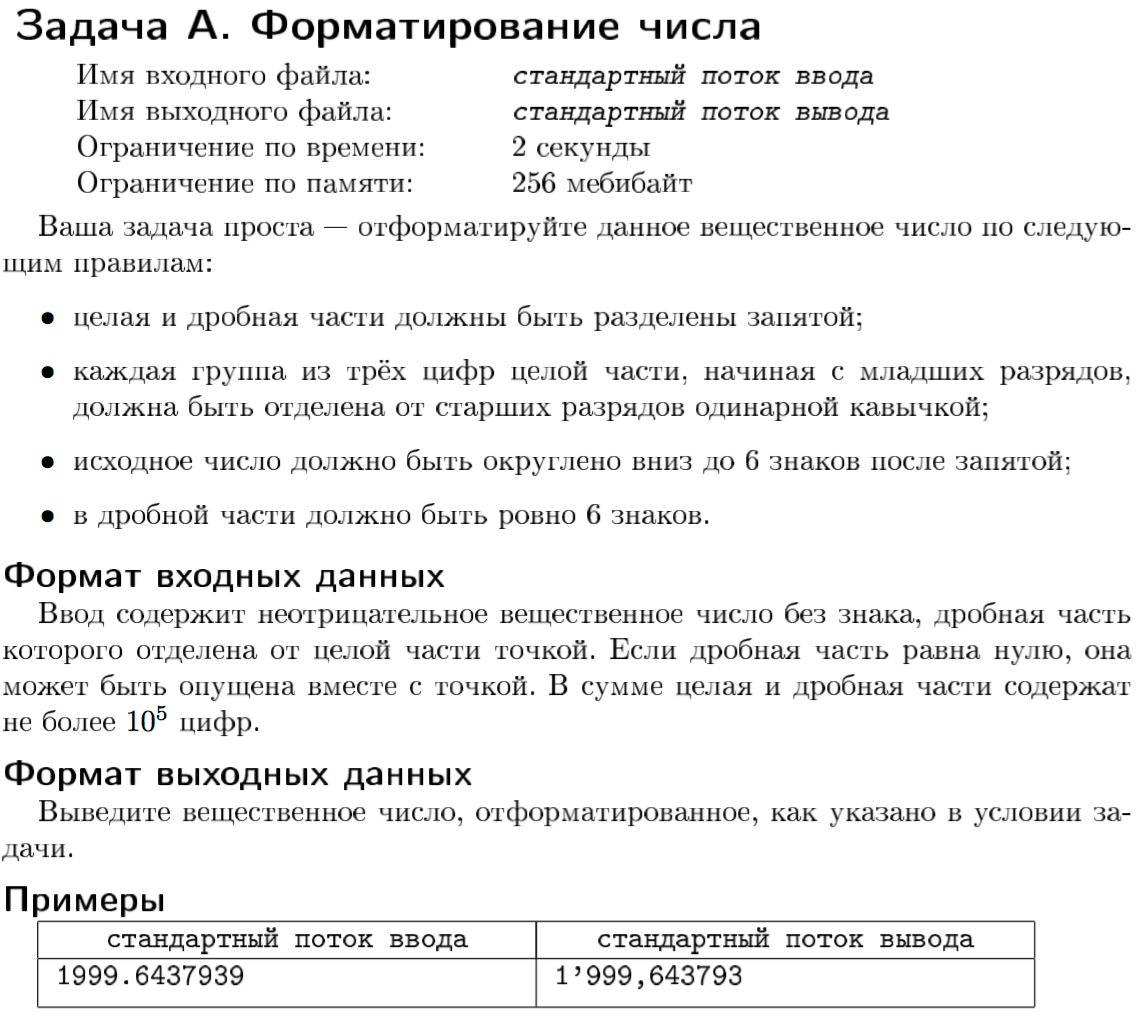 Задача А. Форматирование числа
Имя входного файла: стандартный поток ввода
Имя выходного файла: стандартный поток вывода
Ограничение по времени: 2 секунды
Ограничение по памяти: 256 мебибайт
Ваша задача проста — отформатируйте данное вещественное число по следую-
щим правилам:
• целая и дробная части должны быть разделены запятой;
• каждая группа из трёх цифр целой части, начиная с младших разрядов,
должна быть отделена от старших разрядов одинарной кавычкой;
• исходное число должно быть округлено вниз до 6 знаков после запятой;
• в дробной части должно быть ровно 6 знаков.
Формат входных данных
Ввод содержит неотрицательное вещественное число без знака, дробная часть
которого отделена от целой части точкой. Если дробная часть равна нулю, она
может быть опущена вместе с точкой. В сумме целая и дробная части содержат
не более 10⁵ цифр.
Формат выходных данных
Выведите вещественное число, отформатированное, как указано в условии за-
дачи.
Примеры
стандартный поток ввода стандартный поток вывода
1999.6437939 1’999,643793